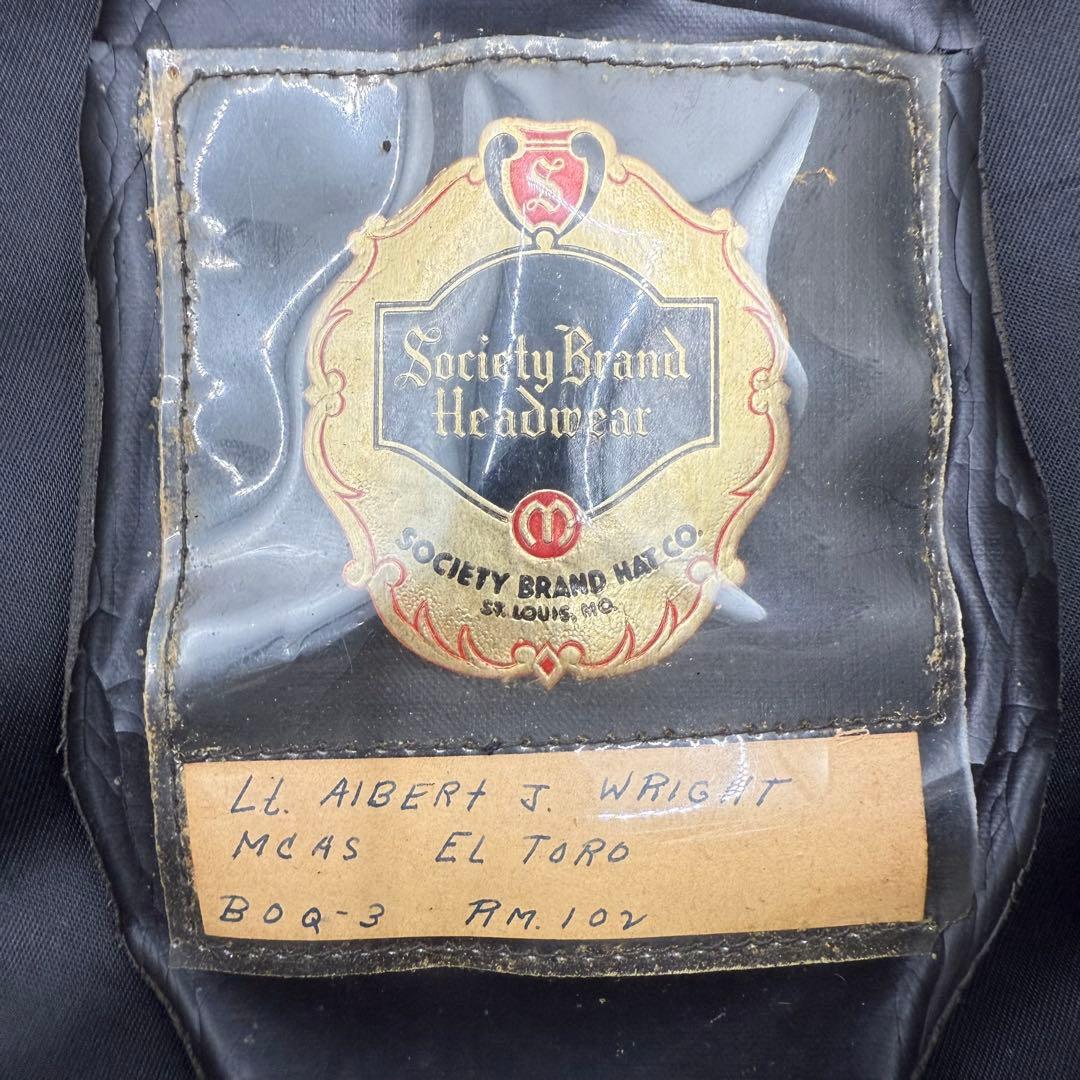 S
Society Brand
Headwear
M
SOCIETY BRAND HAT CO.
ST. LOUIS, MO.
Lt. AlBERt J. WRIGHT
MCAS EL TORO
BOQ-3 RM. 102